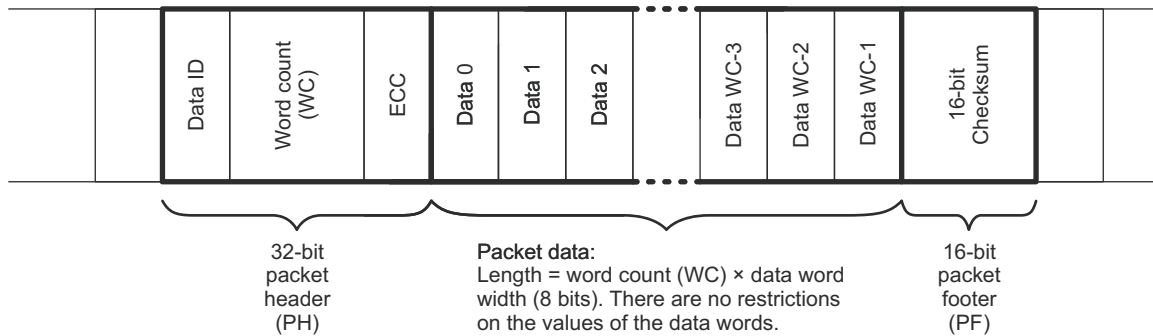 Data ID
Word count
(WC)
ECC
Data 0
Data 1
Data 2
Data WC-3
Data WC-2
Data WC-1
16-bit
Checksum
32-bit
packet
header
(PH)
Packet data:
Length = word count (WC) × data word
width (8 bits). There are no restrictions
on the values of the data words.
16-bit
packet
footer
(PF)